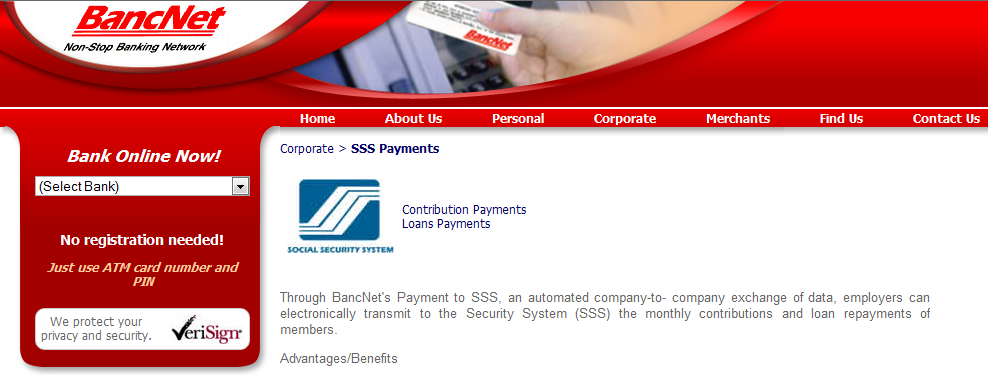 BancNet
Non-Stop Banking Network
BancNet
Home About Us Personal Corporate Merchants Find Us Contact Us
Bank Online Now!
(Select Bank)
No registration needed!
Just use ATM card number and
PIN
We protect your
privacy and security.
VeriSign
Corporate > SSS Payments
SOCIAL SECURITY SYSTEM
Contribution Payments
Loans Payments
Through BancNet's Payment to SSS, an automated company-to- company exchange of data, employers can
electronically transmit to the Security System (SSS) the monthly contributions and loan repayments of
members.
Advantages/Benefits